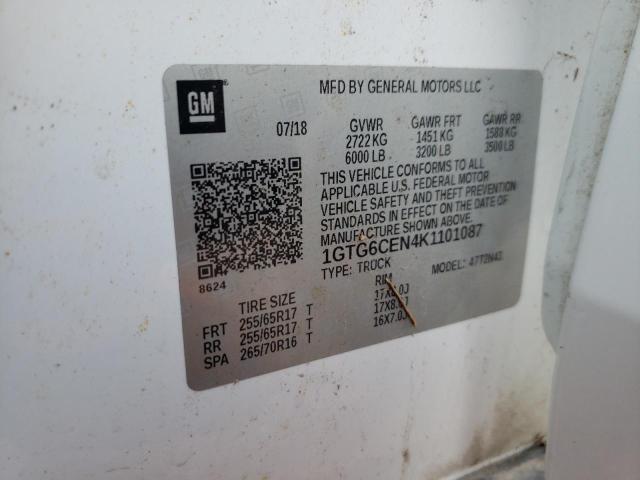 GM
MFD BY GENERAL MOTORS LLC
07/18
GVWR GAWR FRT GAWR RR
2722 KG 1451 KG 1588 KG
6000 LB 3200 LB 3500 LB
THIS VEHICLE CONFORMS TO ALL
APPLICABLE U.S. FEDERAL MOTOR
VEHICLE SAFETY AND THEFT PREVENTION
STANDARDS IN EFFECT ON THE DATE OF
MANUFACTURE SHOWN ABOVE.
1GTG6CEN4K1101087
TYPE: TRUCK MODEL:
8624
TIRE SIZE RIM
FRT 255/65R17 T
RR 255/65R17 T
SPA 265/70R16 T 16X7.0J